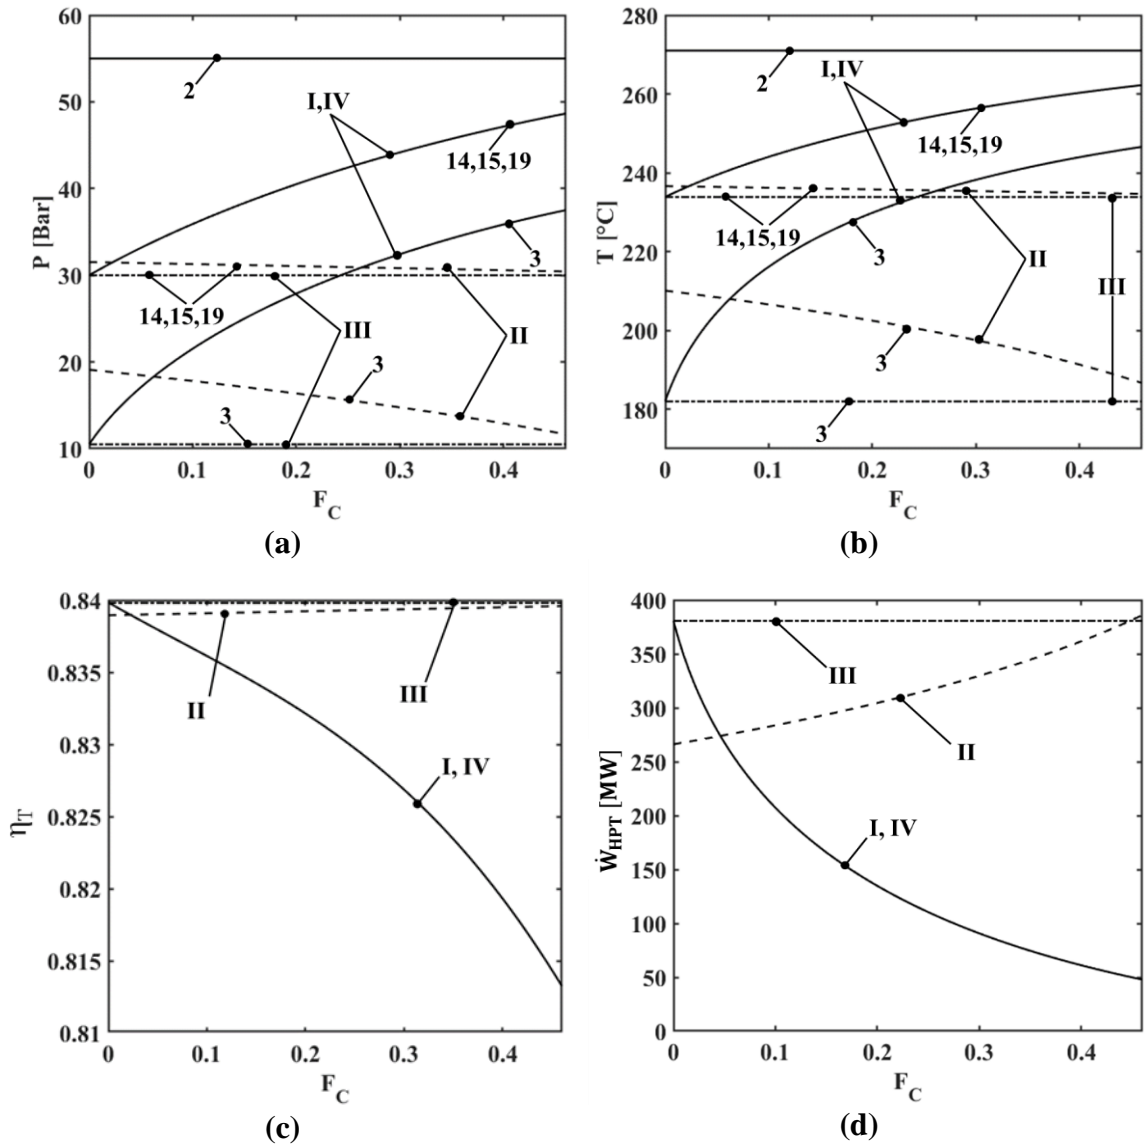 60
50
40
30
20
10
P [Bar]
2
I,IV
14,15,19
3
14,15,19
III
II
3
3
0
0.1
0.2
0.3
0.4
F_C
(a)
280
260
240
220
200
180
T [°C]
2
I,IV
14,15,19
14,15,19
3
II
III
3
3
0
0.1
0.2
0.3
0.4
F_C
(b)
0.84
0.835
0.83
0.825
0.82
0.815
0.81
η_T
II
III
I, IV
0
0.1
0.2
0.3
0.4
F_C
(c)
400
350
300
250
200
150
100
50
0
Ẇ_HPT [MW]
III
II
I, IV
0
0.1
0.2
0.3
0.4
F_C
(d)